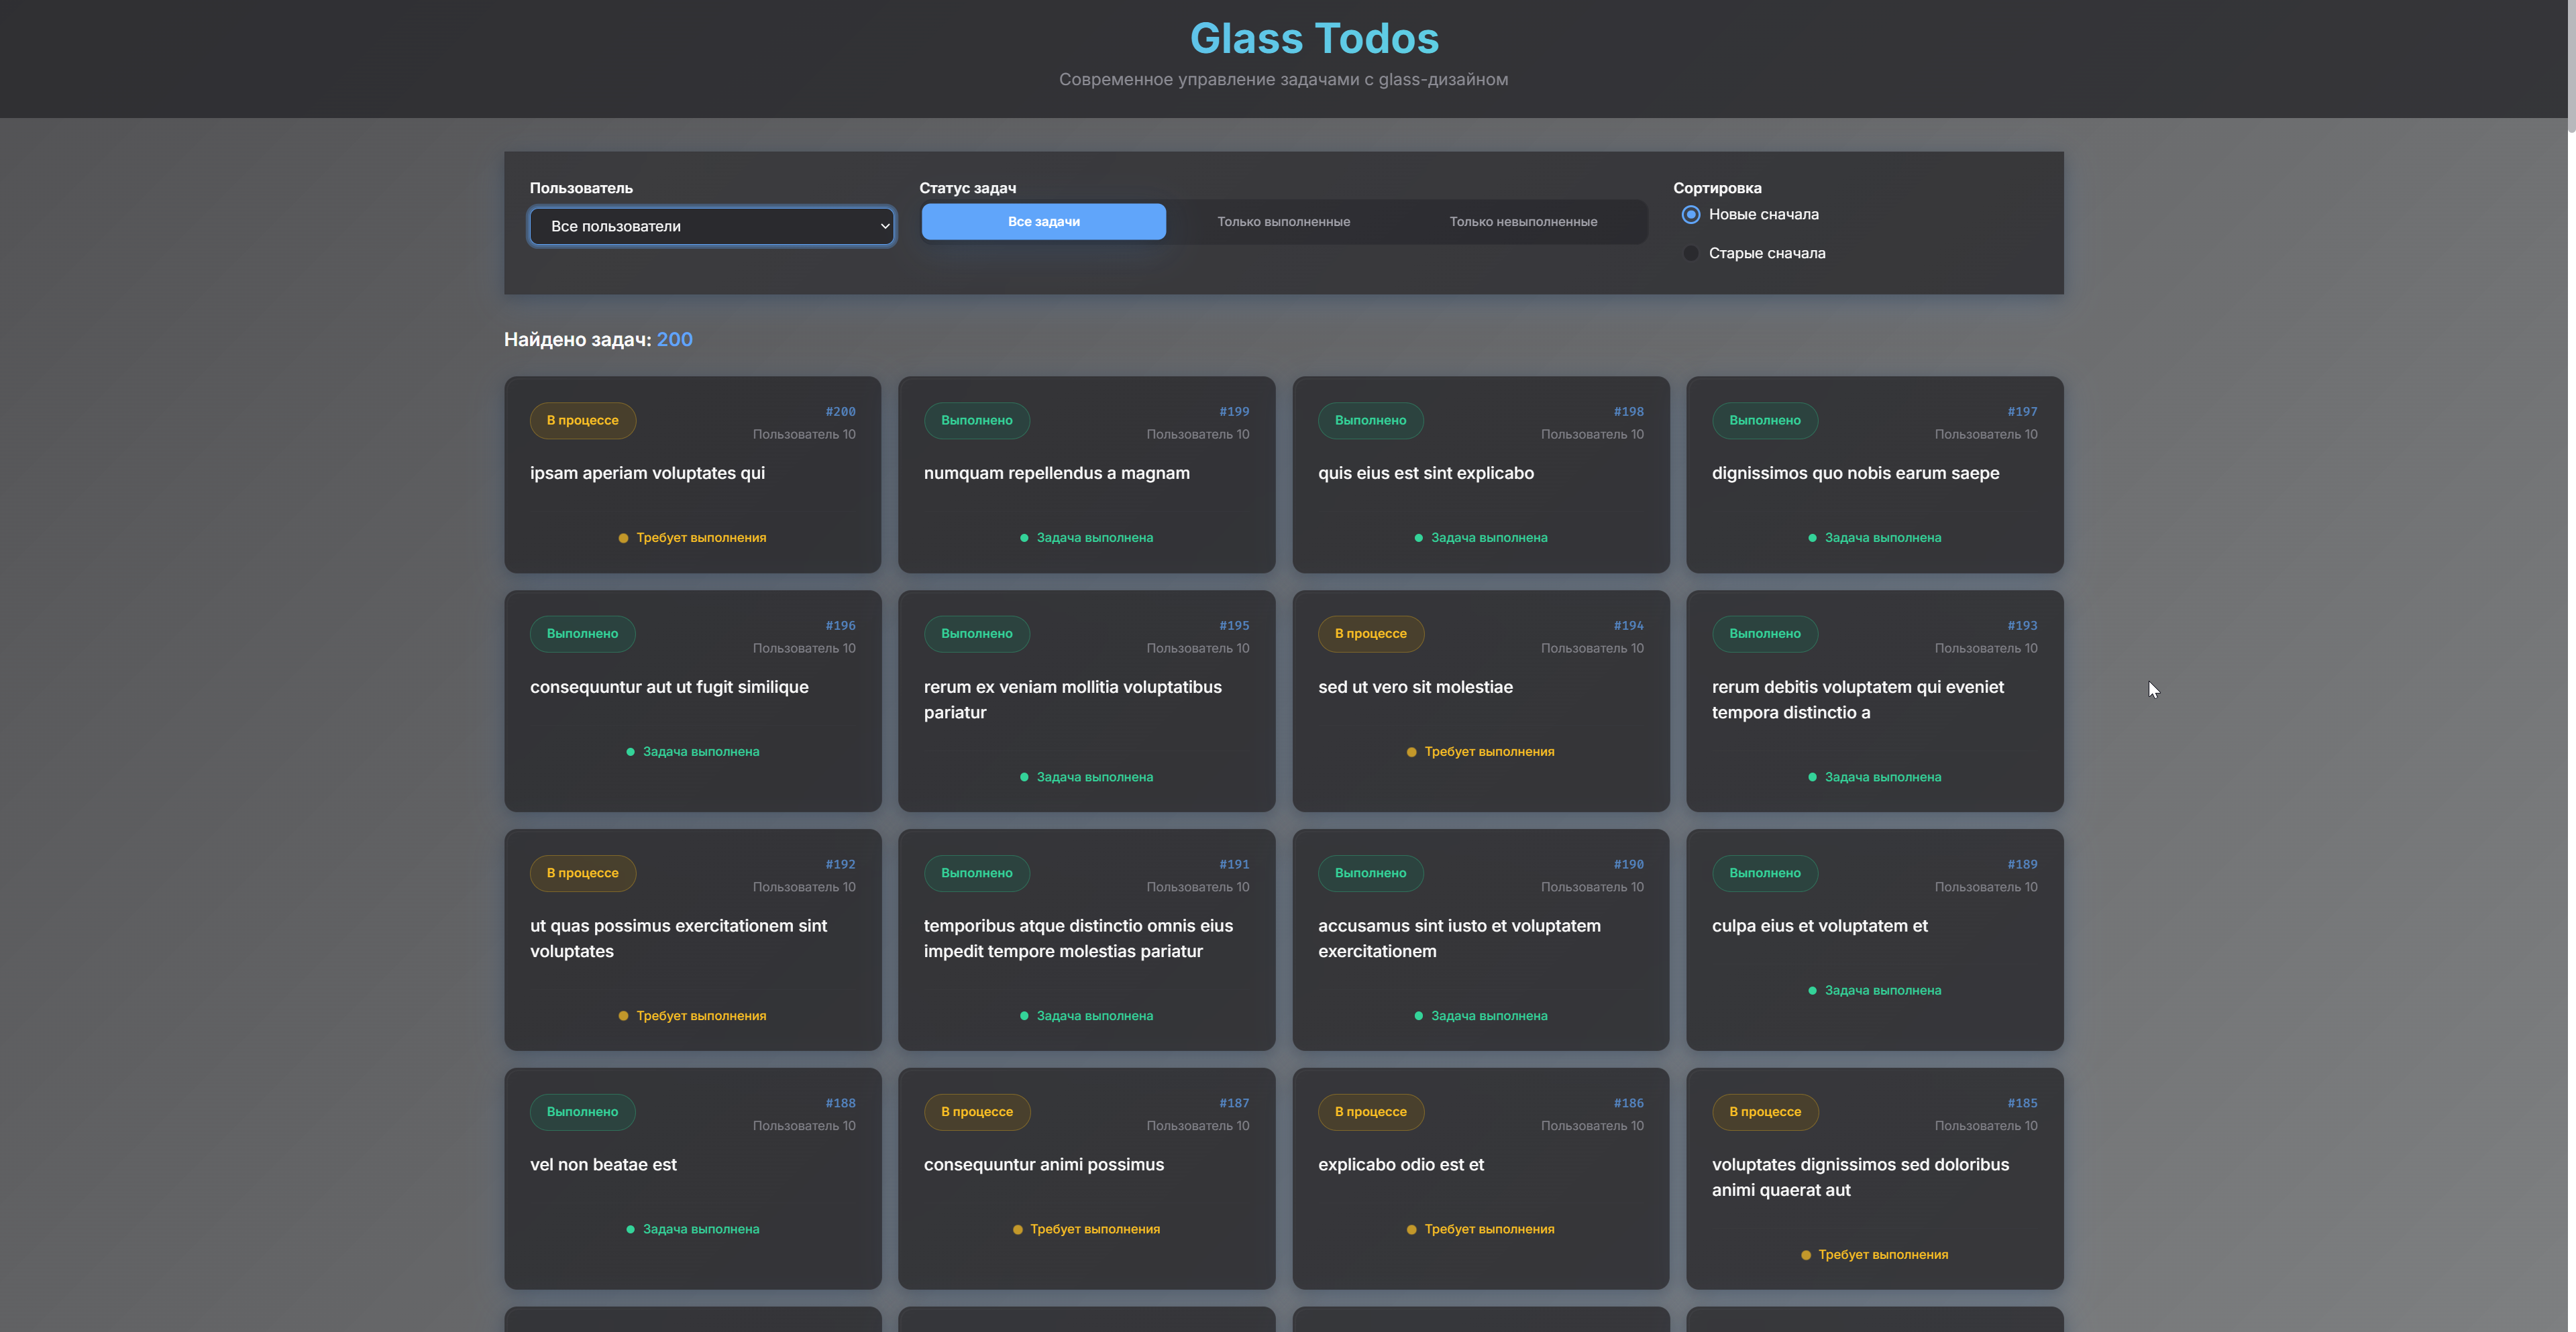 Glass Todos
Современное управление задачами с glass-дизайном
Пользователь
Все пользователи
Статус задач
Все задачи
Только выполненные
Только невыполненные
Сортировка
Новые сначала
Старые сначала
Найдено задач: 200
В процессе
#200
Пользователь 10
ipsam aperiam voluptates qui
Требует выполнения
Выполнено
#199
Пользователь 10
numquam repellendus a magnam
Задача выполнена
Выполнено
#198
Пользователь 10
quis eius est sint explicabo
Задача выполнена
Выполнено
#197
Пользователь 10
dignissimos quo nobis earum saepe
Задача выполнена
Выполнено
#196
Пользователь 10
consequuntur aut ut fugit similique
Задача выполнена
Выполнено
#195
Пользователь 10
rerum ex veniam mollitia voluptatibus
pariatur
Задача выполнена
В процессе
#194
Пользователь 10
sed ut vero sit molestiae
Требует выполнения
Выполнено
#193
Пользователь 10
rerum debitis voluptatem qui eveniet
tempora distinctio a
Задача выполнена
В процессе
#192
Пользователь 10
ut quas possimus exercitationem sint
voluptates
Требует выполнения
Выполнено
#191
Пользователь 10
temporibus atque distinctio omnis eius
impedit tempore molestias pariatur
Задача выполнена
Выполнено
#190
Пользователь 10
accusamus sint iusto et voluptatem
exercitationem
Задача выполнена
Выполнено
#189
Пользователь 10
culpa eius et voluptatem et
Задача выполнена
Выполнено
#188
Пользователь 10
vel non beatae est
Задача выполнена
В процессе
#187
Пользователь 10
consequuntur animi possimus
Требует выполнения
В процессе
#186
Пользователь 10
explicabo odio est et
Требует выполнения
В процессе
#185
Пользователь 10
voluptates dignissimos sed doloribus
animi quaerat aut
Требует выполнения